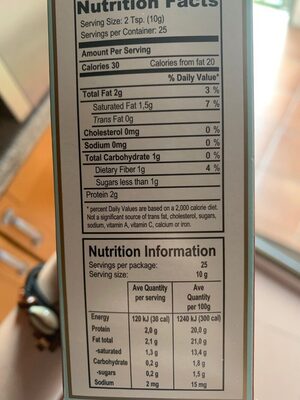 Nutrition Facts
Serving Size: 2 Tsp. (10g)
Servings per Container: 25
Amount Per Serving
Calories 30 Calories from fat 20
% Daily Value*
Total Fat 2g 3 %
Saturated Fat 1,5g 7 %
Trans Fat 0g
Cholesterol 0mg 0 %
Sodium 0mg 0 %
Total Carbohydrate 1g 0 %
Dietary Fiber 1g 4 %
Sugars less than 1g
Protein 2g
* percent Daily Values are based on a 2,000 calorie diet.
Not a significant source of trans fat, cholesterol, sugars,
sodium, vitamin A, vitamin C, calcium or iron.
Nutrition Information
Servings per package: 25
Serving size: 10 g
Ave Quantity per serving
Ave Quantity per 100g
Energy 120 kJ (30 cal) 1240 kJ (300 cal)
Protein 2,0 g 20,0 g
Fat total 2,1 g 21,0 g
-saturated 1,3 g 13,4 g
Carbohydrate 0,2 g 1,8 g
-sugars 0,2 g 1,5 g
Sodium 2 mg 15 mg